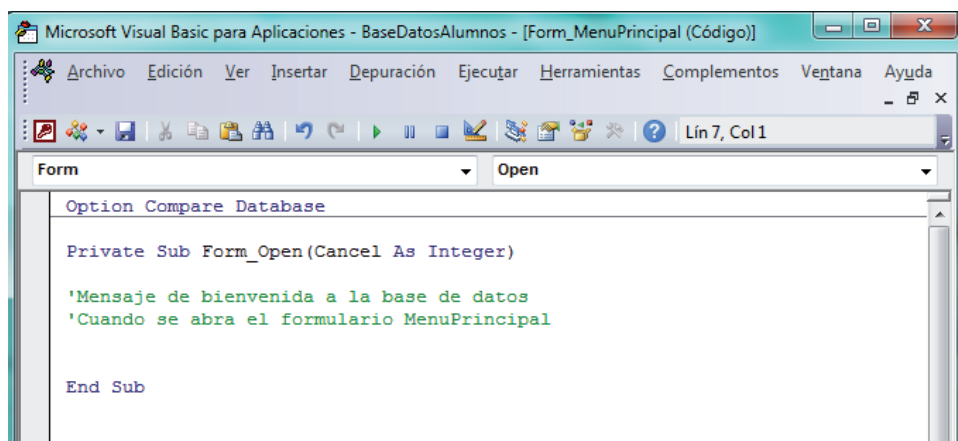 Microsoft Visual Basic para Aplicaciones - BaseDatosAlumnos - [Form_MenuPrincipal (Código)]
Archivo Edición Ver Insertar Depuración Ejecutar Herramientas Complementos Ventana Ayuda
Lín 7, Col 1
Form Open
Option Compare Database
Private Sub Form_Open(Cancel As Integer)
'Mensaje de bienvenida a la base de datos
'Cuando se abra el formulario MenuPrincipal
End Sub